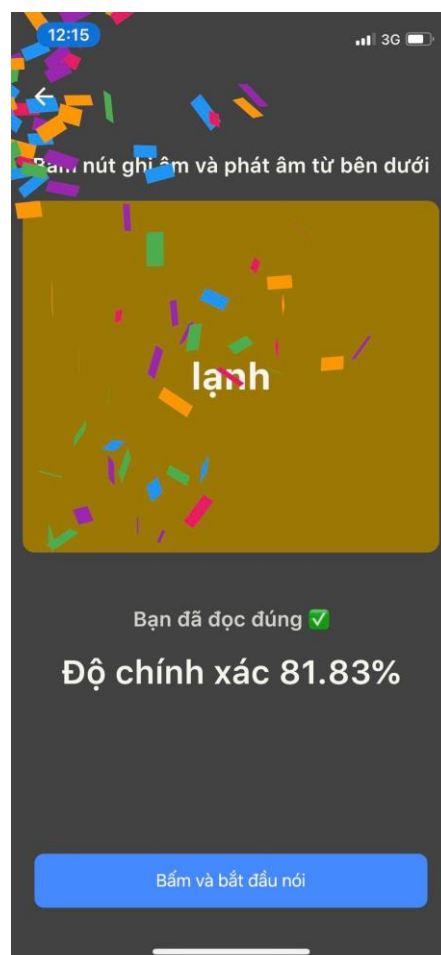 12:15
3G
Bấm nút ghi âm và phát âm từ bên dưới
lạnh
Bạn đã đọc đúng ✅
Độ chính xác 81.83%
Bấm và bắt đầu nói